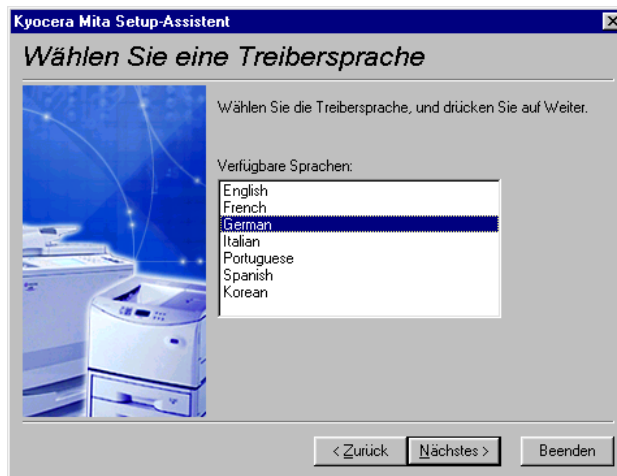 Kyocera Mita Setup-Assistent
Wählen Sie eine Treibersprache
Wählen Sie die Treibersprache, und drücken Sie auf Weiter.
Verfügbare Sprachen:
English
French
German
Italian
Portuguese
Spanish
Korean
< Zurück
Nächstes >
Beenden